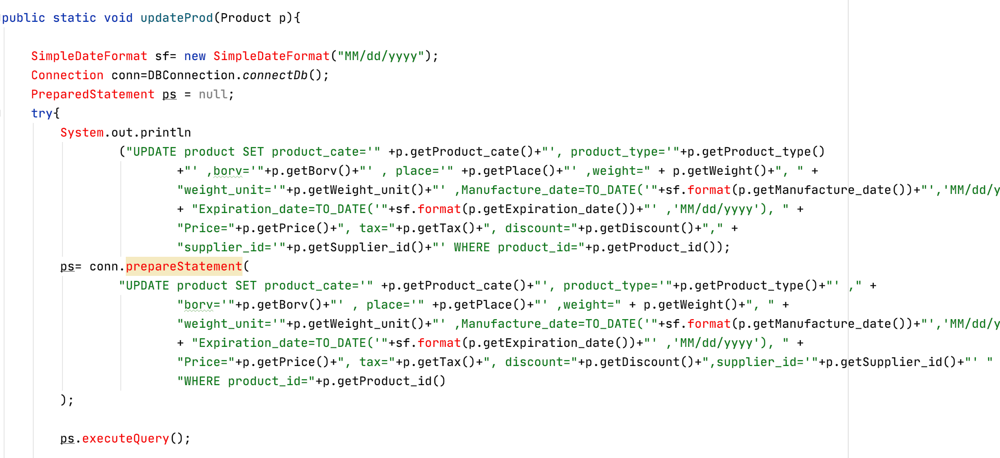 public static void updateProd(Product p){
SimpleDateFormat sf= new SimpleDateFormat("MM/dd/yyyy");
Connection conn=DBConnection.connectDb();
PreparedStatement ps = null;
try{
System.out.println
("UPDATE product SET product_cate='" +p.getProduct_cate()+"', product_type='"+p.getProduct_type()
+"' ,borv='"+p.getBorv()+"' , place='" +p.getPlace()+"' ,weight=" + p.getWeight()+", " +
"weight_unit='"+p.getWeight_unit()+"' ,Manufacture_date=TO_DATE('"+sf.format(p.getManufacture_date())+"','MM/dd/y
+ "Expiration_date=TO_DATE('"+sf.format(p.getExpiration_date())+"' ,'MM/dd/yyyy'), " +
"Price="+p.getPrice()+", tax="+p.getTax()+", discount="+p.getDiscount()+"," +
"supplier_id='"+p.getSupplier_id()+"' WHERE product_id="+p.getProduct_id());
ps= conn.prepareStatement(
"UPDATE product SET product_cate='" +p.getProduct_cate()+"', product_type='"+p.getProduct_type()+"' ," +
"borv='"+p.getBorv()+"' , place='" +p.getPlace()+"' ,weight=" + p.getWeight()+", " +
"weight_unit='"+p.getWeight_unit()+"' ,Manufacture_date=TO_DATE('"+sf.format(p.getManufacture_date())+"','MM/dd/y
+ "Expiration_date=TO_DATE('"+sf.format(p.getExpiration_date())+"' ,'MM/dd/yyyy'), " +
"Price="+p.getPrice()+", tax="+p.getTax()+", discount="+p.getDiscount()+",supplier_id='"+p.getSupplier_id()+"' "
"WHERE product_id="+p.getProduct_id()
);
ps.executeQuery();